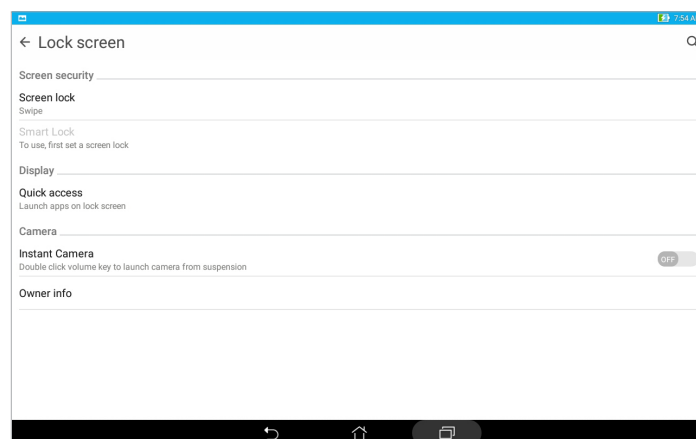 7:54 A
Lock screen
Screen security
Screen lock
Swipe
Smart Lock
To use, first set a screen lock
Display
Quick access
Launch apps on lock screen
Camera
Instant Camera
Double click volume key to launch camera from suspension
OFF
Owner info